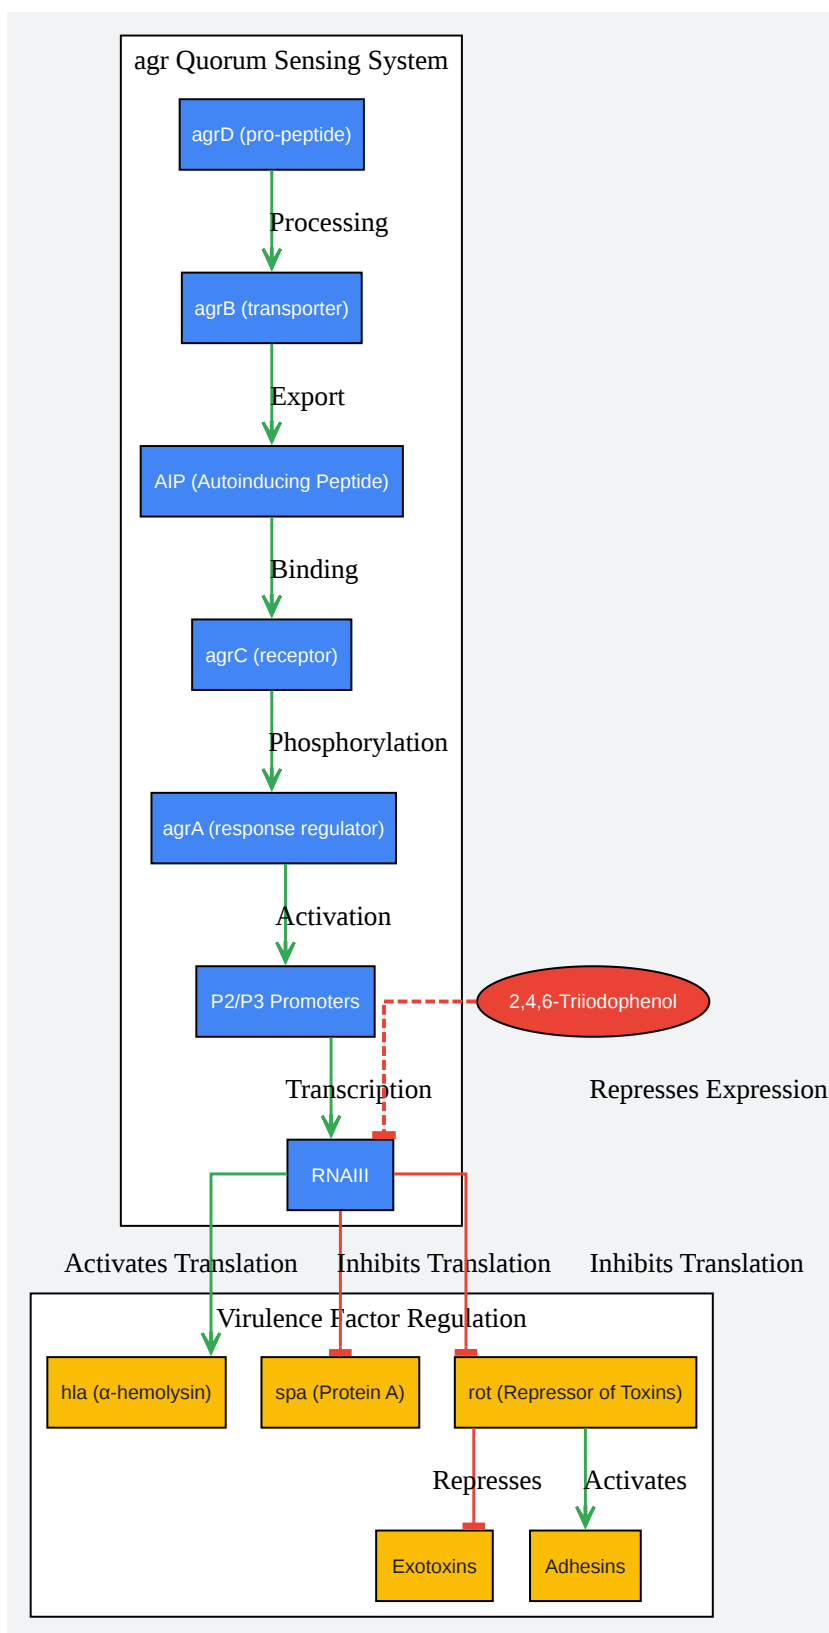 agr Quorum Sensing System
agrD (pro-peptide)
Processing
agrB (transporter)
Export
AIP (Autoinducing Peptide)
Binding
agrC (receptor)
Phosphorylation
agrA (response regulator)
Activation
P2/P3 Promoters
2,4,6-Triiodophenol
Transcription
Represses Expression
RNAIII
Activates Translation
Inhibits Translation
Inhibits Translation
Virulence Factor Regulation
hla (α-hemolysin)
spa (Protein A)
rot (Repressor of Toxins)
Represses
Activates
Exotoxins
Adhesins